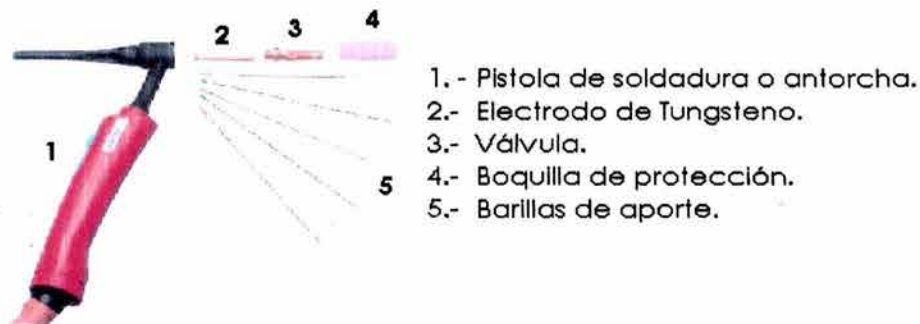 2
3
4
1
5
1. - Pistola de soldadura o antorcha.
2.- Electrodo de Tungsteno.
3.- Válvula.
4.- Boquilla de protección.
5.- Barillas de aporte.